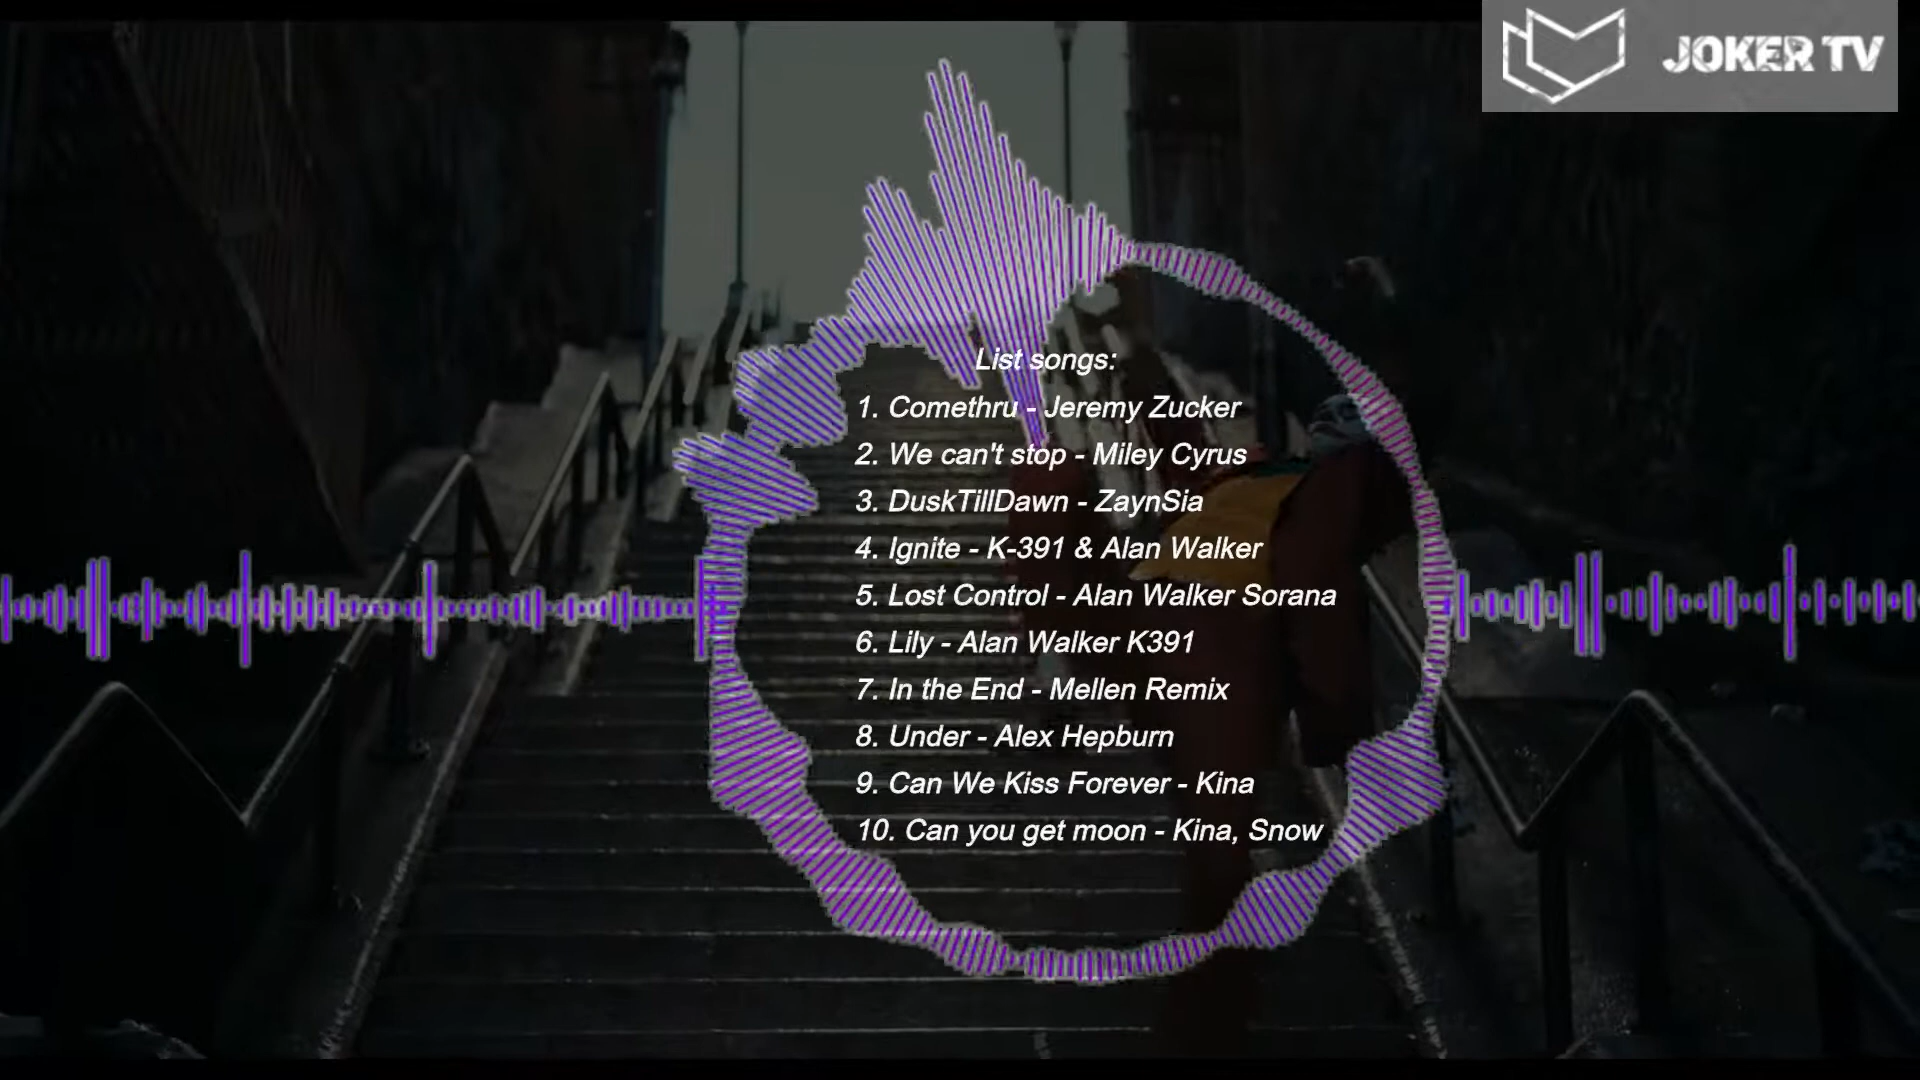 JOKER TV
List songs:
1. Comethru - Jeremy Zucker
2. We can't stop - Miley Cyrus
3. DuskTillDawn - ZaynSia
4. Ignite - K-391 & Alan Walker
5. Lost Control - Alan Walker Sorana
6. Lily - Alan Walker K391
7. In the End - Mellen Remix
8. Under - Alex Hepburn
9. Can We Kiss Forever - Kina
10. Can you get moon - Kina, Snow